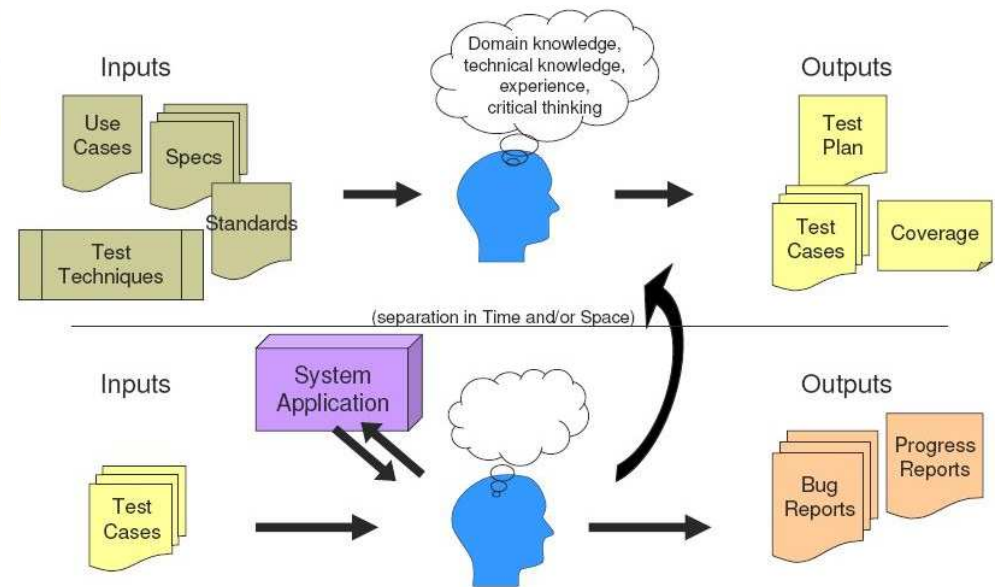 Inputs
Use
Cases
Specs
Standards
Test
Techniques
Domain knowledge,
technical knowledge,
experience,
critical thinking
Outputs
Test
Plan
Test
Cases
Coverage
(separation in Time and/or Space)
Inputs
System
Application
Test
Cases
Outputs
Bug
Reports
Progress
Reports